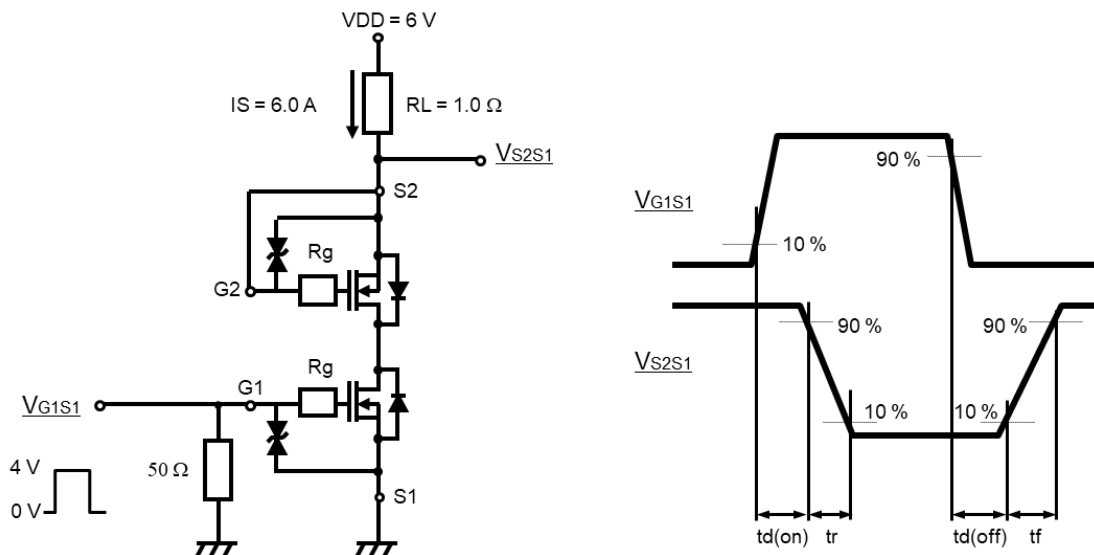 VDD = 6 V
IS = 6.0 A
RL = 1.0 Ω
VS2S1
S2
Rg
G2
Rg
G1
VG1S1
4 V
0 V
50 Ω
S1
VG1S1
90 %
10 %
VS2S1
90 %
90 %
10 %
10 %
td(on)
tr
td(off)
tf